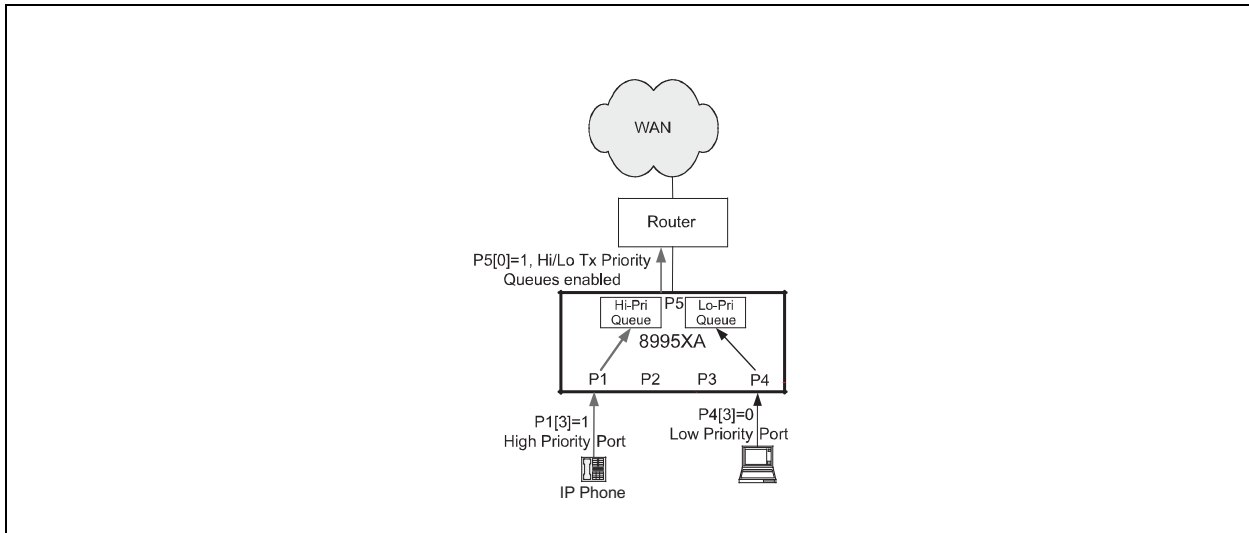 WAN
Router
P5[0]=1, Hi/Lo Tx Priority
Queues enabled
Hi-Pri
Queue
P5
Lo-Pri
Queue
8995XA
P1
P2
P3
P4
P1[3]=1
High Priority Port
IP Phone
P4[3]=0
Low Priority Port